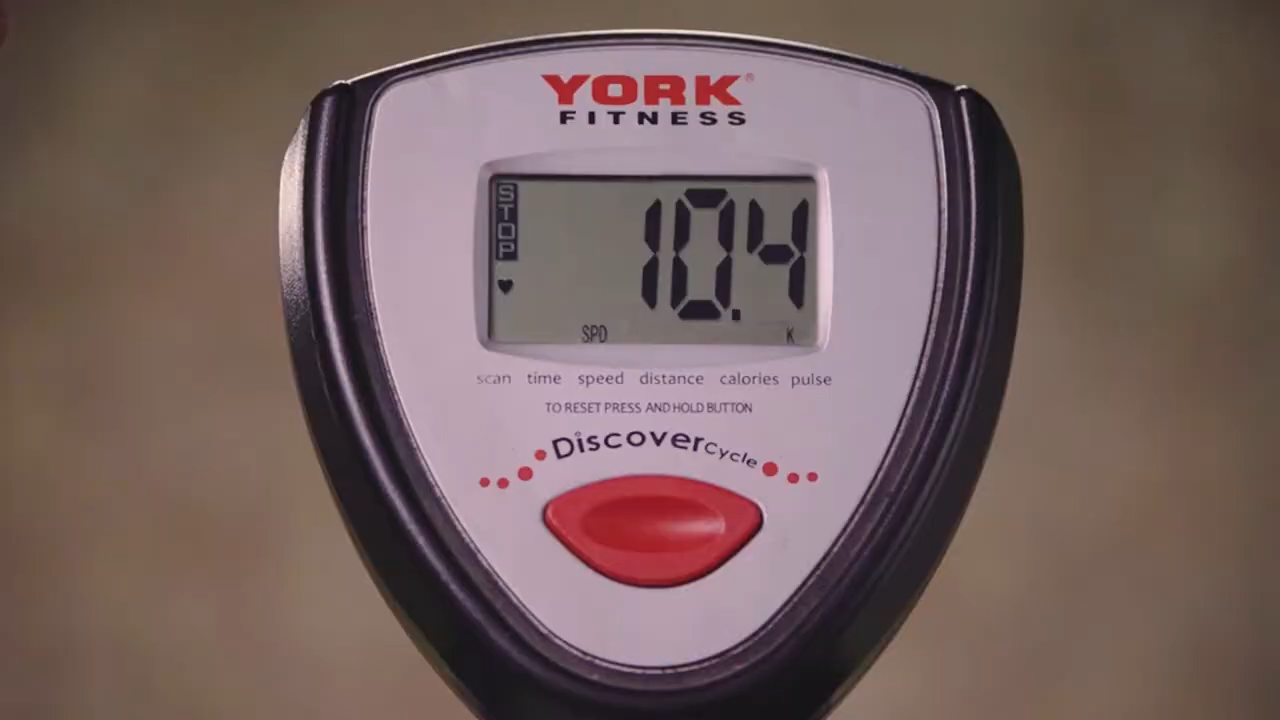 YORK®
FITNESS
STOP
10.4
SPD K
scan time speed distance calories pulse
TO RESET PRESS AND HOLD BUTTON
Discovercycle